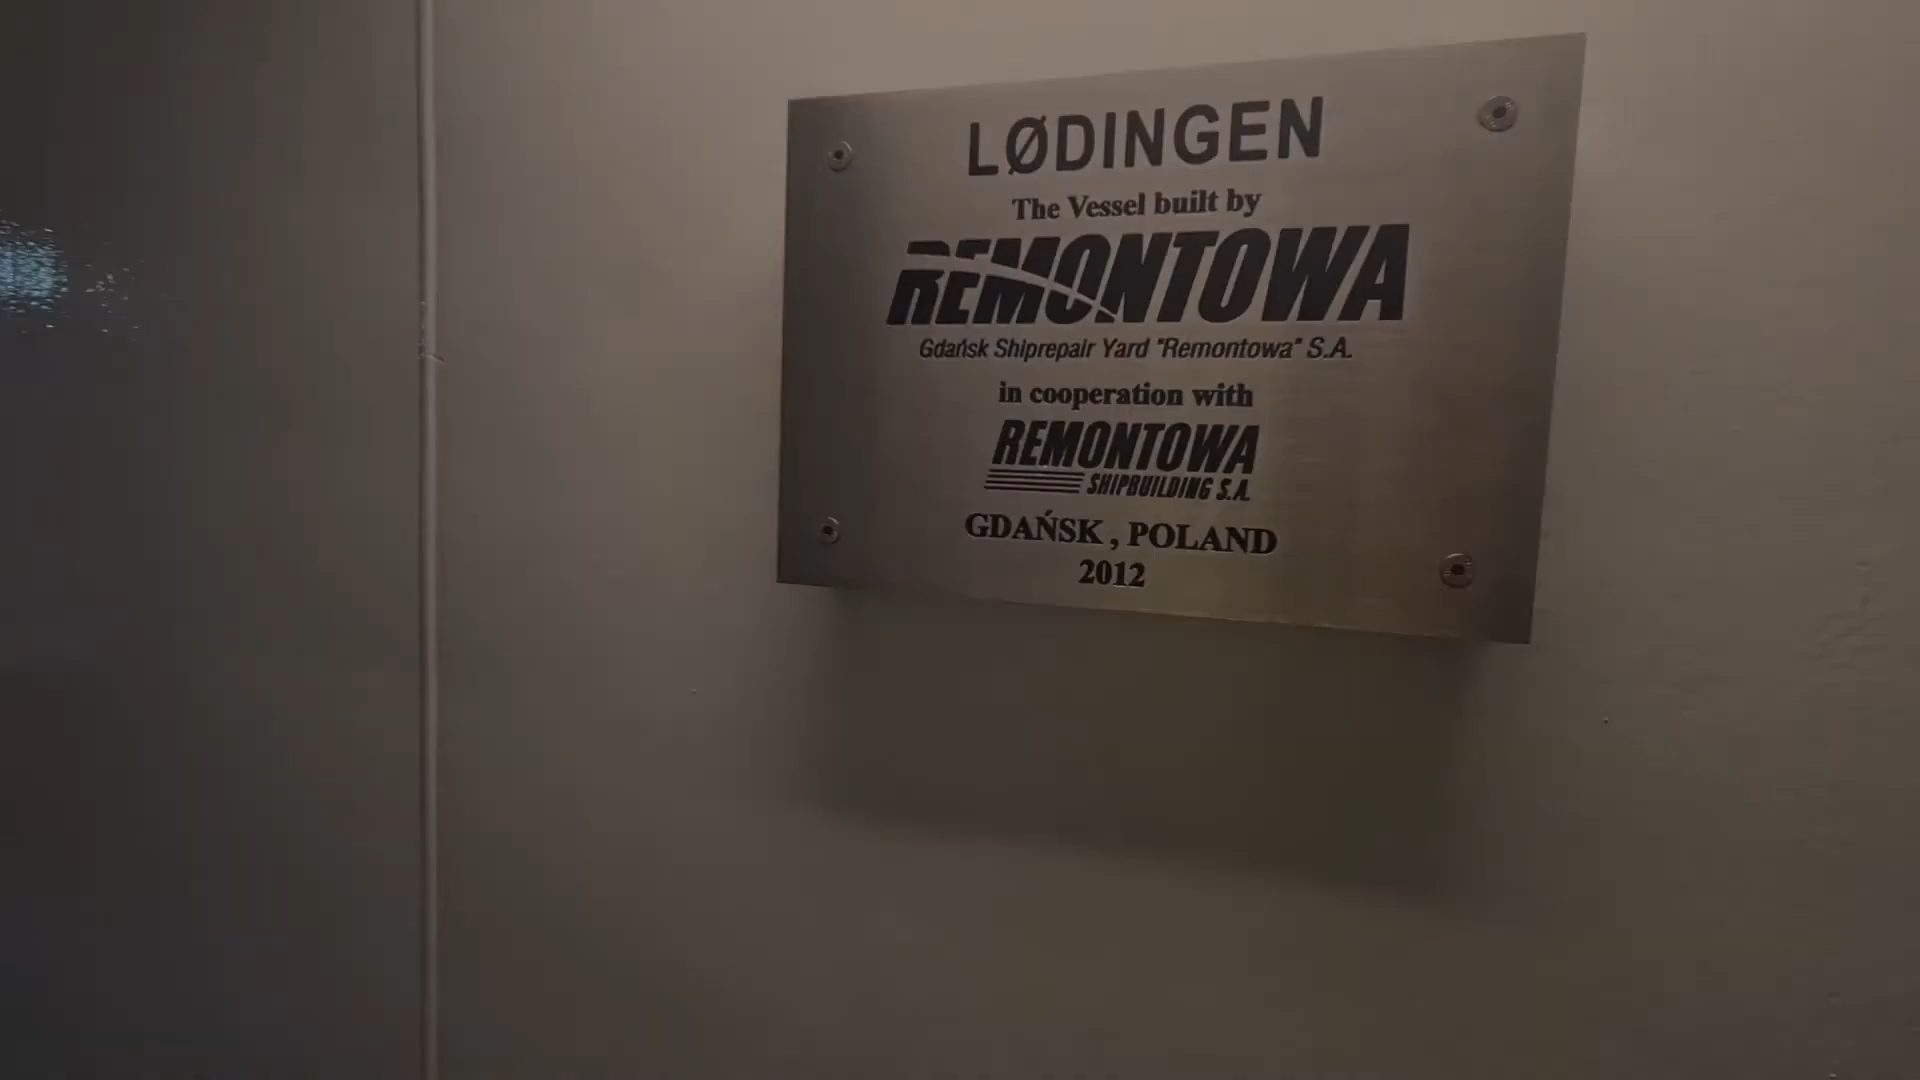 LØDINGEN
The Vessel built by
REMONTOWA
Gdańsk Shiprepair Yard "Remontowa" S.A.
in cooperation with
REMONTOWA
SHIPBUILDING S.A.
GDAŃSK , POLAND
2012